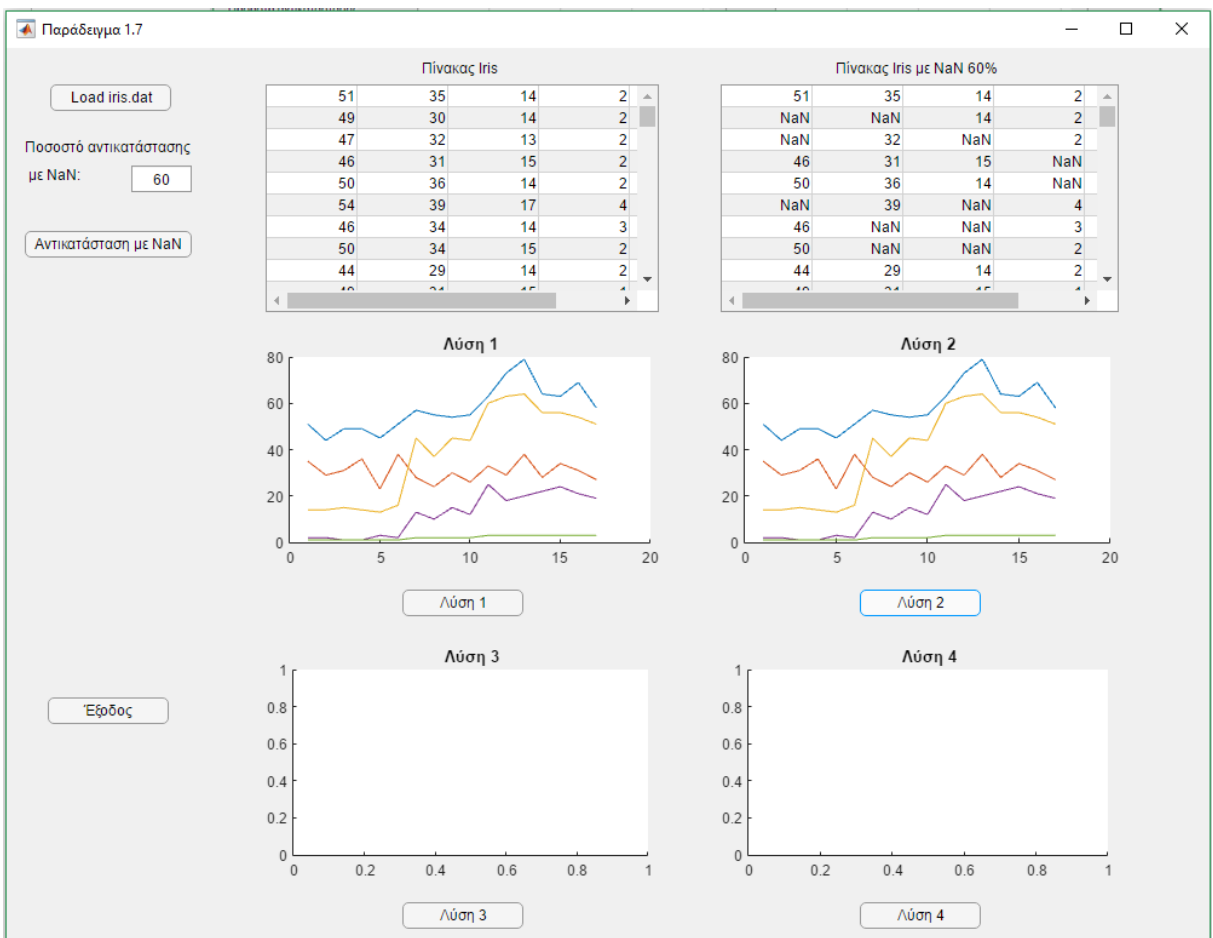 Παράδειγμα 1.7
Πίνακας Iris
Πίνακας Iris με NaN 60%
Load iris.dat
Ποσοστό αντικατάστασης
με NaN:
60
Αντικατάσταση με NaN
51 35 14 2
49 30 14 2
47 32 13 2
46 31 15 2
50 36 14 2
54 39 17 4
46 34 14 3
50 34 15 2
44 29 14 2
51 35 14 2
NaN NaN 14 2
NaN 32 NaN 2
46 31 15 NaN
50 36 14 NaN
NaN 39 NaN 4
46 NaN NaN 3
50 NaN NaN 2
44 29 14 2
Λύση 1
80
60
40
20
0
0 5 10 15 20
Λύση 1
Λύση 2
80
60
40
20
0
0 5 10 15 20
Λύση 2
Έξοδος
Λύση 3
1
0.8
0.6
0.4
0.2
0
0 0.2 0.4 0.6 0.8 1
Λύση 3
Λύση 4
1
0.8
0.6
0.4
0.2
0
0 0.2 0.4 0.6 0.8 1
Λύση 4